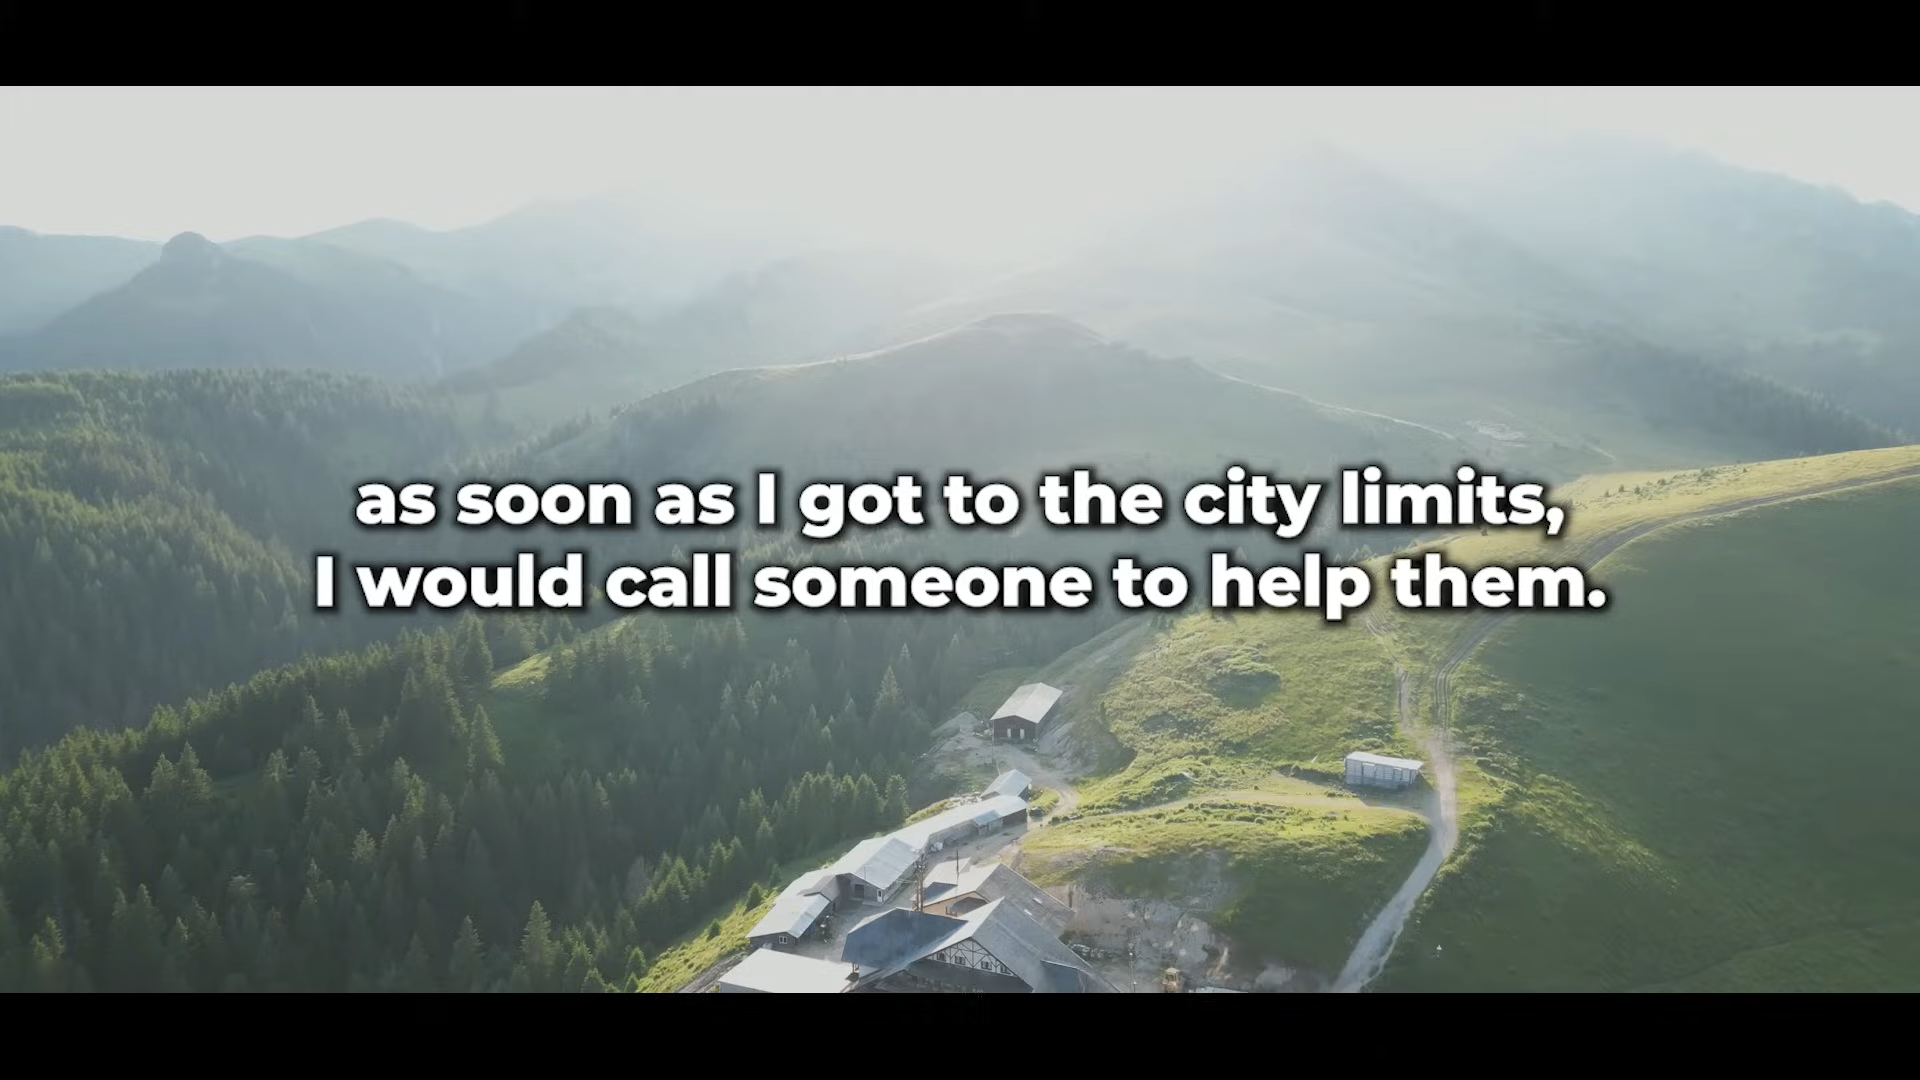 as soon as I got to the city limits,
I would call someone to help them.